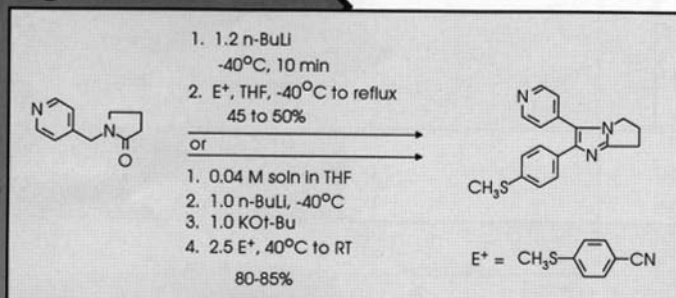 1. 1.2 n-BuLi
-40°C, 10 min
2. E⁺, THF, -40°C to reflux
45 to 50%
or
1. 0.04 M soln in THF
2. 1.0 n-BuLi, -40°C
3. 1.0 KOt-Bu
4. 2.5 E⁺, 40°C to RT
80-85%
N
N
O
N
N
N
CH₃S
E⁺ = CH₃S CN